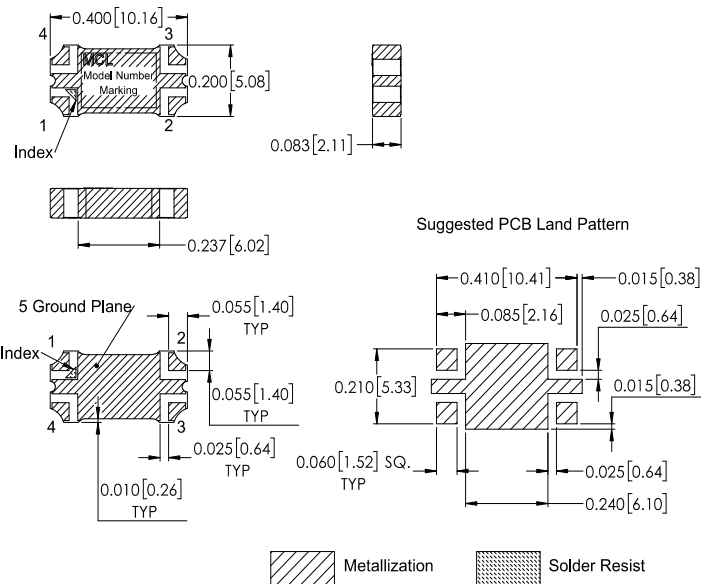 0.400[10.16]
4
3
MCL
Model Number
Marking
0.200[5.08]
1
2
Index
0.083[2.11]
0.237[6.02]
Suggested PCB Land Pattern
0.410[10.41]
0.015[0.38]
0.085[2.16]
0.025[0.64]
5 Ground Plane
0.055[1.40]
TYP
1
2
Index
0.055[1.40]
TYP
4
3
0.025[0.64]
TYP
0.010[0.26]
TYP
0.210[5.33]
0.015[0.38]
0.060[1.52] SQ.
TYP
0.025[0.64]
0.240[6.10]
Metallization
Solder Resist